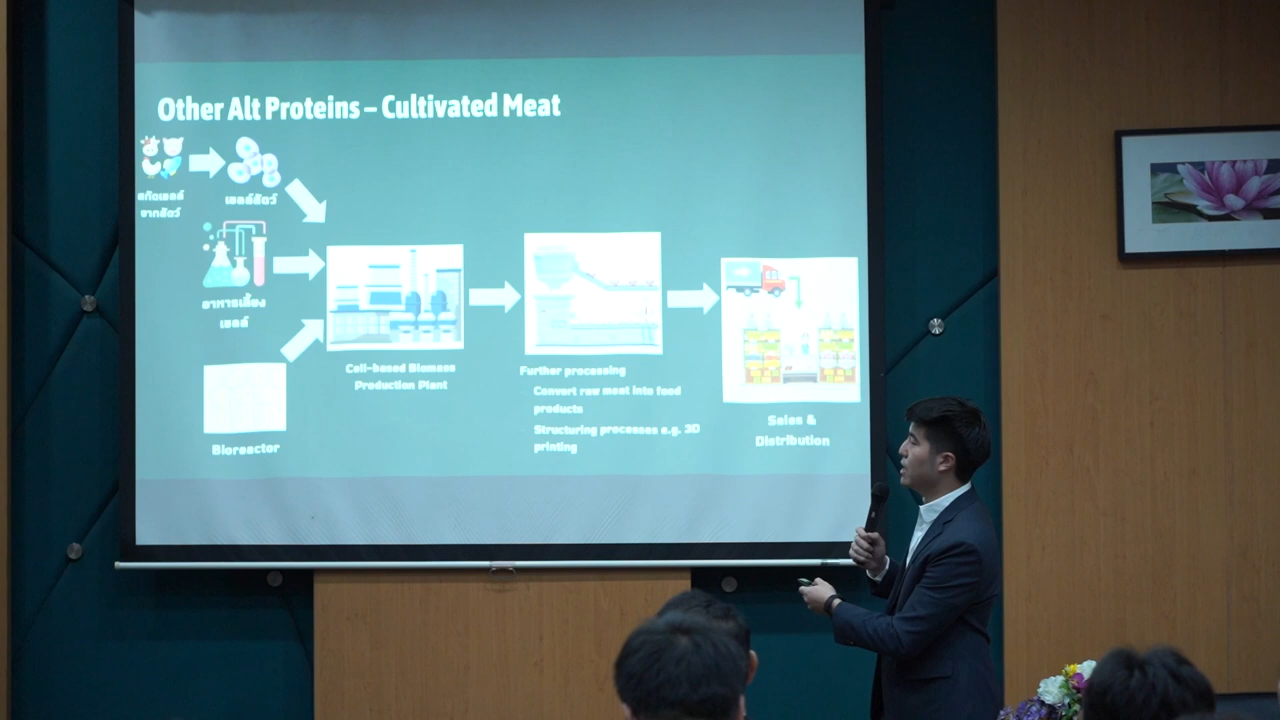 Other Alt Proteins – Cultivated Meat
สกัดเซลล์
จากสัตว์
เซลล์สัตว์
อาหารเลี้ยง
เซลล์
Bioreactor
Cell-based Biomass
Production Plant
Further processing
Convert raw meat into food
products
Structuring processes e.g. 3D
printing
Sales &
Distribution